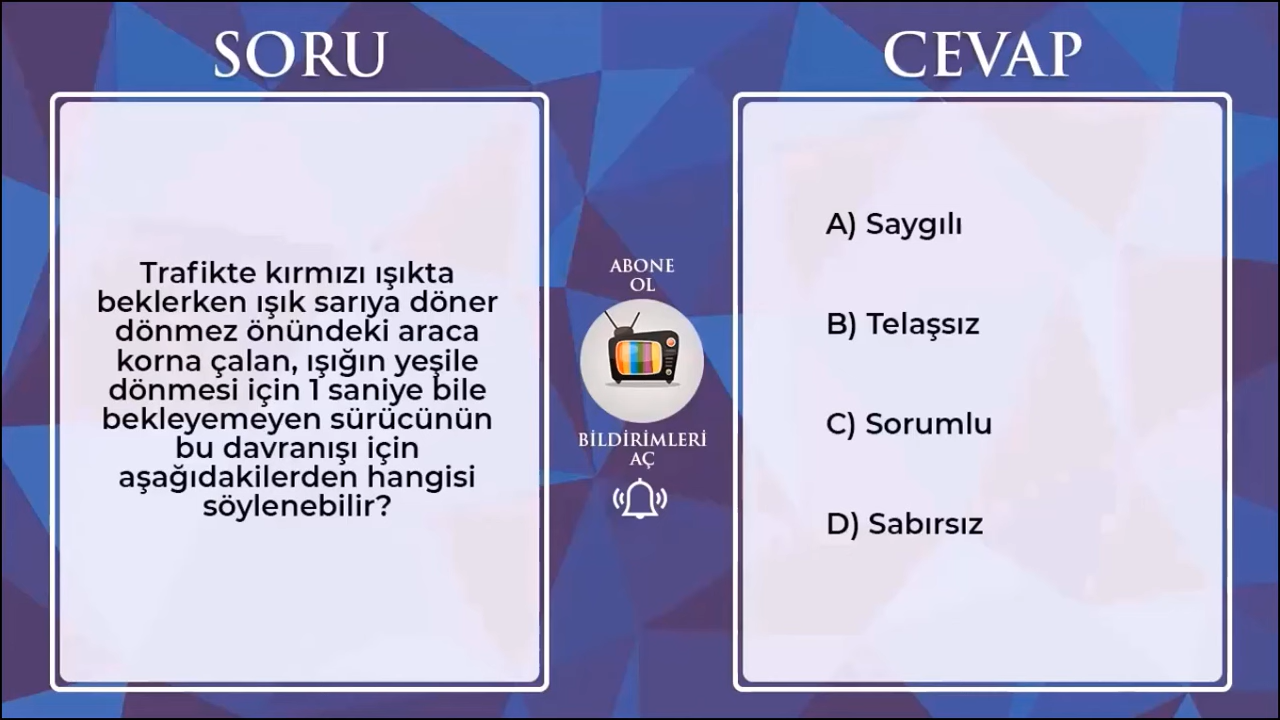 SORU
Trafikte kırmızı ışıkta
beklerken ışık sarıya döner
dönmez önündeki araca
korna çalan, ışığın yeşile
dönmesi için 1 saniye bile
bekleyemeyen sürücünün
bu davranışı için
aşağıdakilerden hangisi
söylenebilir?
ABONE
OL
BİLDİRİMLERİ
AÇ
CEVAP
A) Saygılı
B) Telaşsız
C) Sorumlu
D) Sabırsız